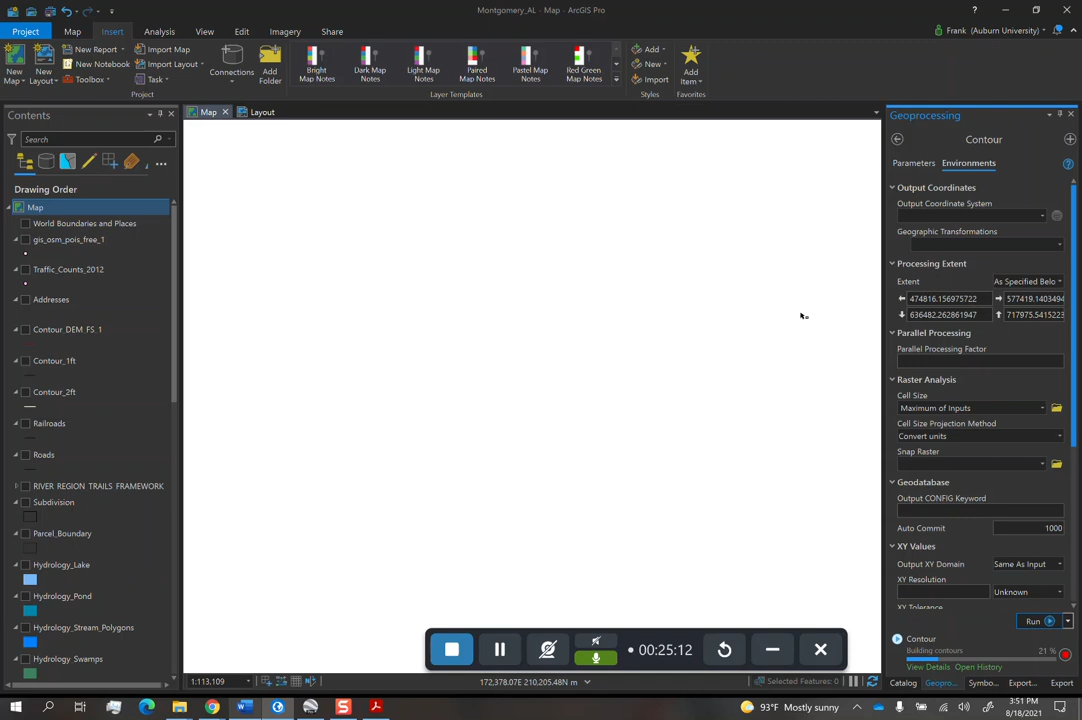 Montgomery_AL - Map - ArcGIS Pro
?
Project Map Insert Analysis View Edit Imagery Share
Frank (Auburn University)
New Map
New Layout
New Report
New Notebook
Toolbox
Import Map
Import Layout
Task
Connections
Add Folder
Bright Map Notes
Dark Map Notes
Light Map Notes
Paired Map Notes
Pastel Map Notes
Red Green Map Notes
Add
New
Import
Add Item
Project
Layer Templates
Styles
Favorites
Contents
Search
Drawing Order
Map
World Boundaries and Places
gis_osm_pois_free_1
Traffic_Counts_2012
Addresses
Contour_DEM_FS_1
Contour_1ft
Contour_2ft
Railroads
Roads
RIVER REGION TRAILS FRAMEWORK
Subdivision
Parcel_Boundary
Hydrology_Lake
Hydrology_Pond
Hydrology_Stream_Polygons
Hydrology_Swamps
Map Layout
00:25:12
1:113,109
172,378.07E 210,205.48N m
Selected Features: 0
Geoprocessing
Contour
Parameters Environments
Output Coordinates
Output Coordinate System
Geographic Transformations
Processing Extent
Extent As Specified Belo
474816.156975722 577419.1403494
636482.262861947 717975.5415223
Parallel Processing
Parallel Processing Factor
Raster Analysis
Cell Size
Maximum of Inputs
Cell Size Projection Method
Convert units
Snap Raster
Geodatabase
Output CONFIG Keyword
Auto Commit 1000
XY Values
Output XY Domain Same As Input
XY Resolution
Unknown
XY Tolerance
Run
Contour
Building contours 21 %
View Details Open History
Catalog Geopro... Symbo... Export... Export
93°F Mostly sunny
3:51 PM
8/18/2021